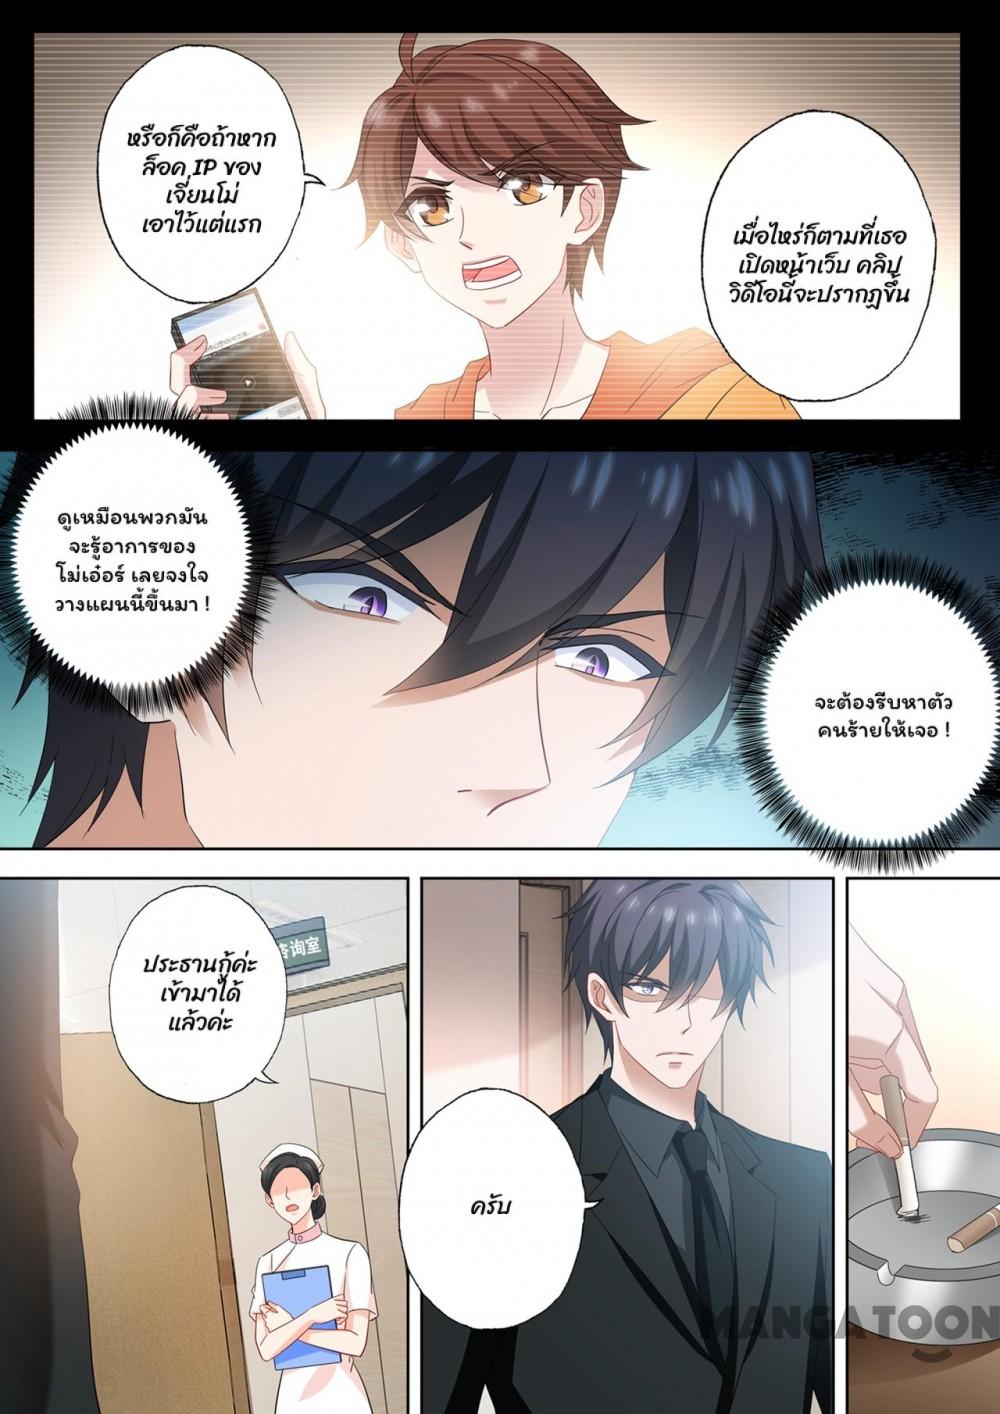 หรือก็คือถ้าหาก
ล็อค IP ของ
เจี่ยนโม่
เอาไว้แต่แรก
เมื่อไหร่ก็ตามที่เธอ
เปิดหน้าเว็บ คลิป
วิดีโอนี้จะปรากฏขึ้น
ดูเหมือนพวกมัน
จะรู้อาการของ
โม่เอ๋อร์ เลยจงใจ
วางแผนนี้ขึ้นมา !
จะต้องรีบหาตัว
คนร้ายให้เจอ !
咨询室
ประธานกู้ค่ะ
เข้ามาได้
แล้วค่ะ
ครับ
MANGATOON